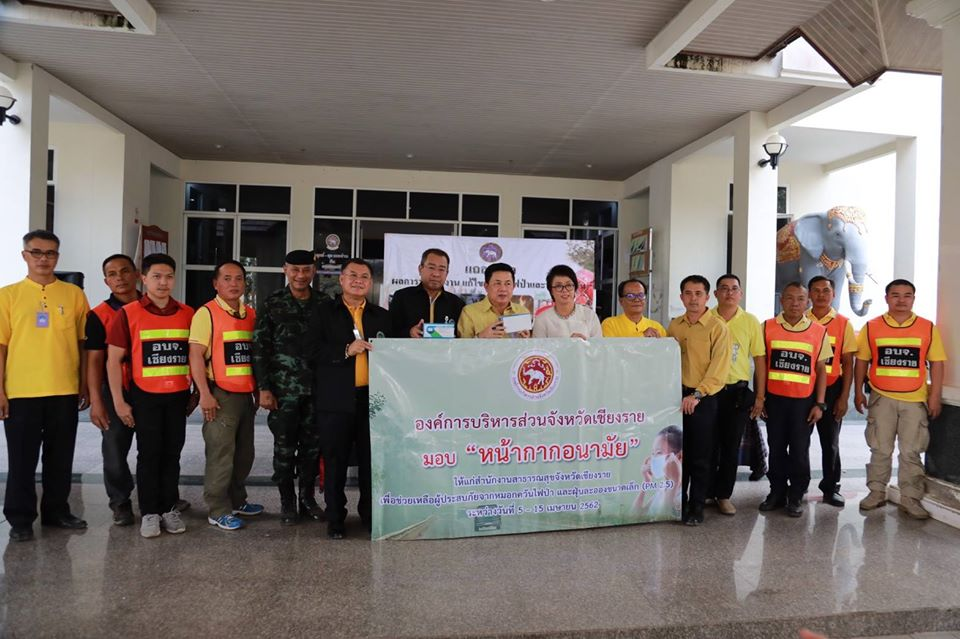 แถลง
องค์การบริหารส่วนจังหวัดเชียงราย
มอบ "หน้ากากอนามัย"
ให้แก่สำนักงานสาธารณสุขจังหวัดเชียงราย
เพื่อช่วยเหลือผู้ประสบภัยจากหมอกควันไฟป่า และฝุ่นละอองขนาดเล็ก (PM 2.5)
ระหว่างวันที่ 5 - 15 เมษายน 2562
อบจ.
เชียงราย
อบจ.
เชียงราย
อบจ.
เชียงราย
อบจ.
เชียงราย